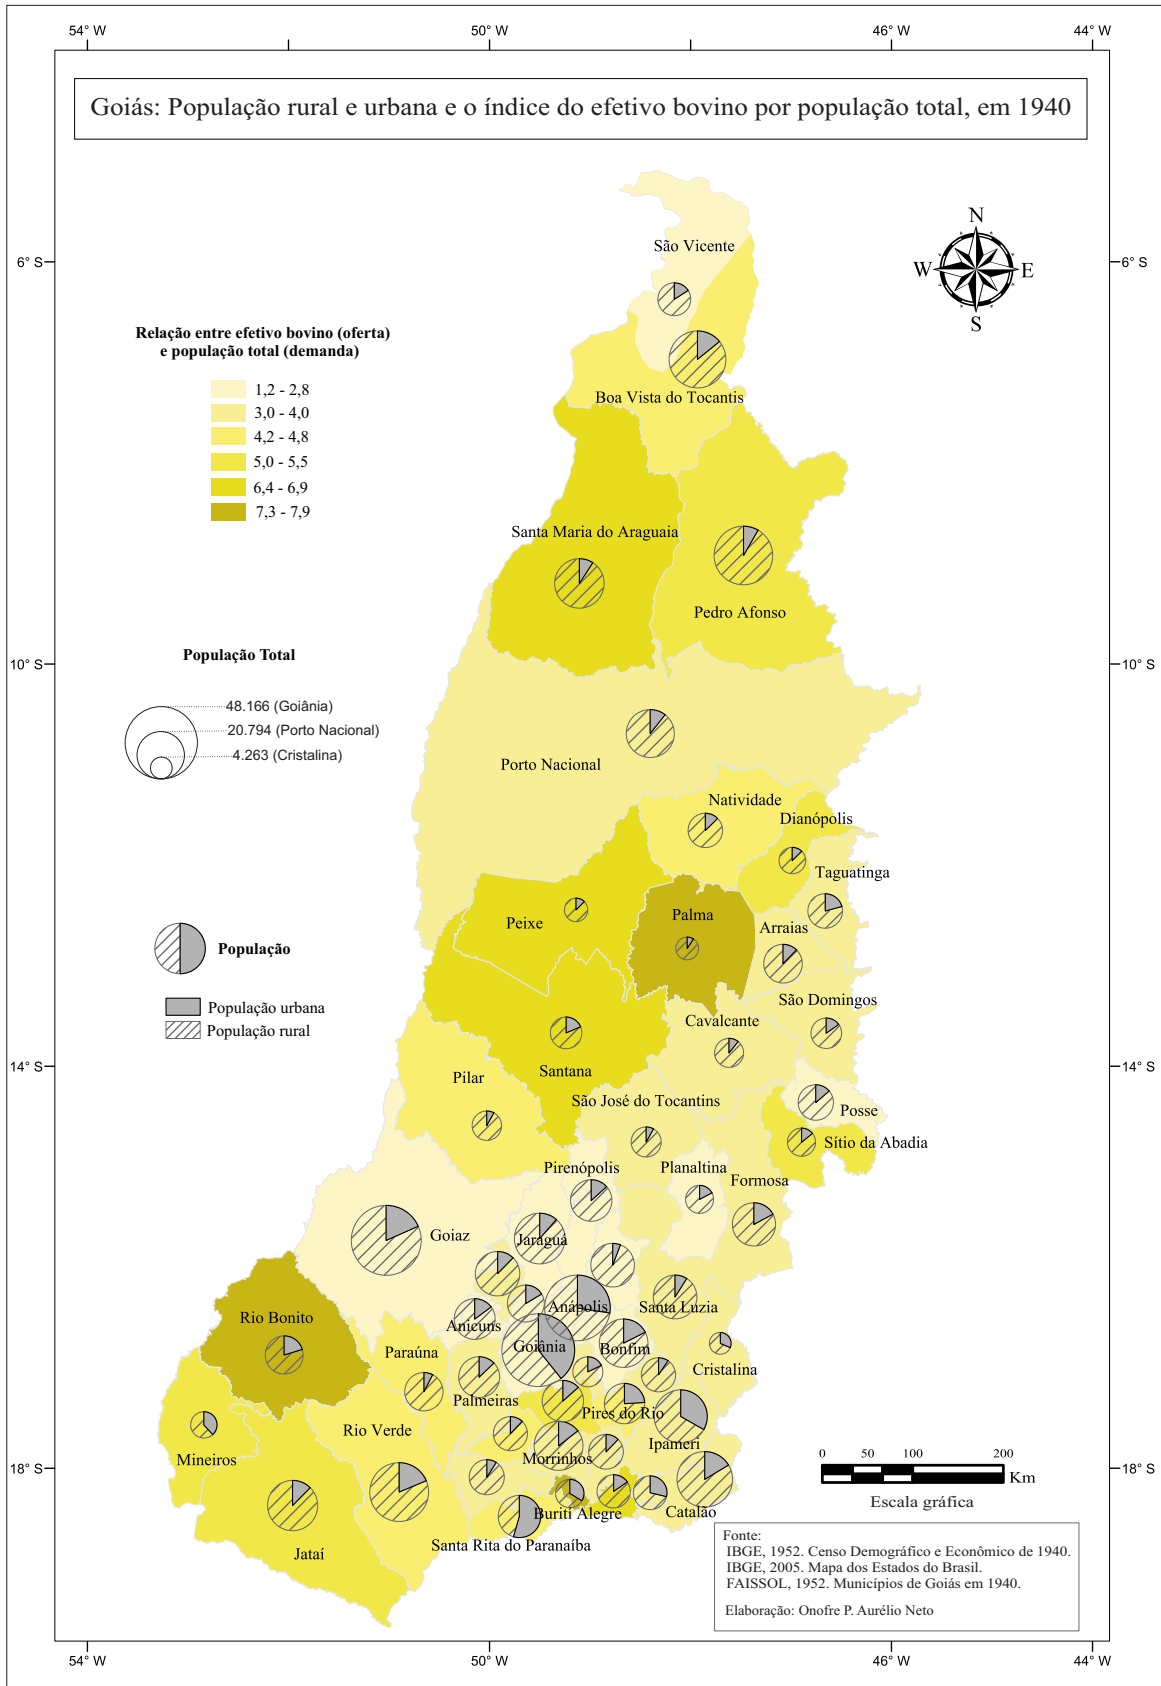 54° W
50° W
46° W
44° W
Goiás: População rural e urbana e o índice do efetivo bovino por população total, em 1940
N
W
E
S
6° S
6° S
São Vicente
Relação entre efetivo bovino (oferta)
e população total (demanda)
1,2 - 2,8
3,0 - 4,0
4,2 - 4,8
5,0 - 5,5
6,4 - 6,9
7,3 - 7,9
Boa Vista do Tocantis
Santa Maria do Araguaia
Pedro Afonso
População Total
10° S
10° S
48.166 (Goiânia)
20.794 (Porto Nacional)
4.263 (Cristalina)
Porto Nacional
Natividade
Dianópolis
Taguatinga
Palma
Peixe
Arraias
População
São Domingos
População urbana
População rural
Cavalcante
14° S
14° S
Santana
Pilar
São José do Tocantins
Posse
Sítio da Abadia
Pirenópolis
Planaltina
Formosa
Goiaz
Jaraguá
Anápolis
Santa Luzia
Rio Bonito
Anicuns
Goiânia
Bonfim
Paraúna
Cristalina
Palmeiras
Pires do Rio
Rio Verde
Ipameri
Morrinhos
Mineiros
18° S
18° S
0 50 100 200
Km
Escala gráfica
Buriti Alegre
Catalão
Santa Rita do Paranaíba
Jataí
Fonte:
IBGE, 1952. Censo Demográfico e Econômico de 1940.
IBGE, 2005. Mapa dos Estados do Brasil.
FAISSOL, 1952. Municípios de Goiás em 1940.
Elaboração: Onofre P. Aurélio Neto
54° W
50° W
46° W
44° W